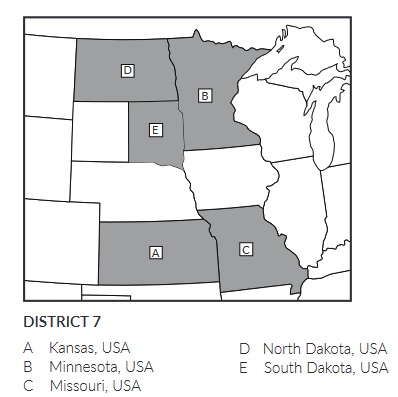 D
B
E
A
C
DISTRICT 7
A Kansas, USA
B Minnesota, USA
C Missouri, USA
D North Dakota, USA
E South Dakota, USA